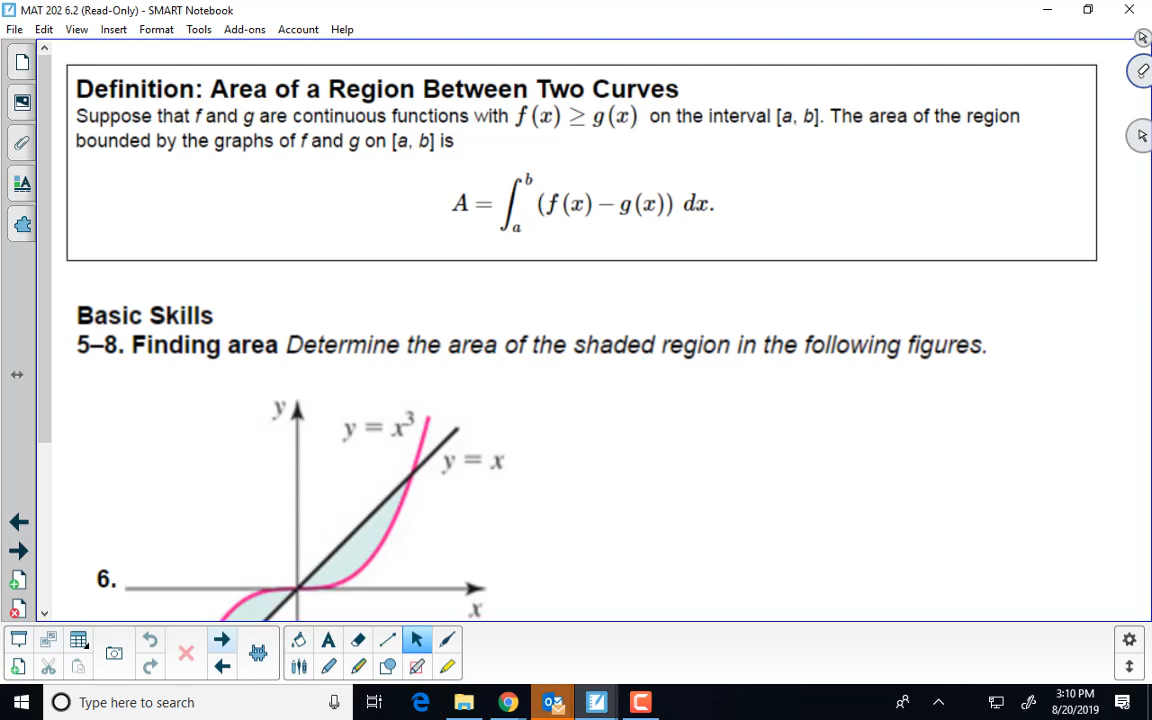 MAT 202 6.2 (Read-Only) - SMART Notebook
File Edit View Insert Format Tools Add-ons Account Help
Definition: Area of a Region Between Two Curves
Suppose that f and g are continuous functions with f(x) ≥ g(x) on the interval [a, b]. The area of the region
bounded by the graphs of f and g on [a, b] is
A = ∫_a^b (f(x) − g(x)) dx.
Basic Skills
5–8. Finding area Determine the area of the shaded region in the following figures.
y
y = x³
y = x
6.
x
Type here to search
3:10 PM
8/20/2019